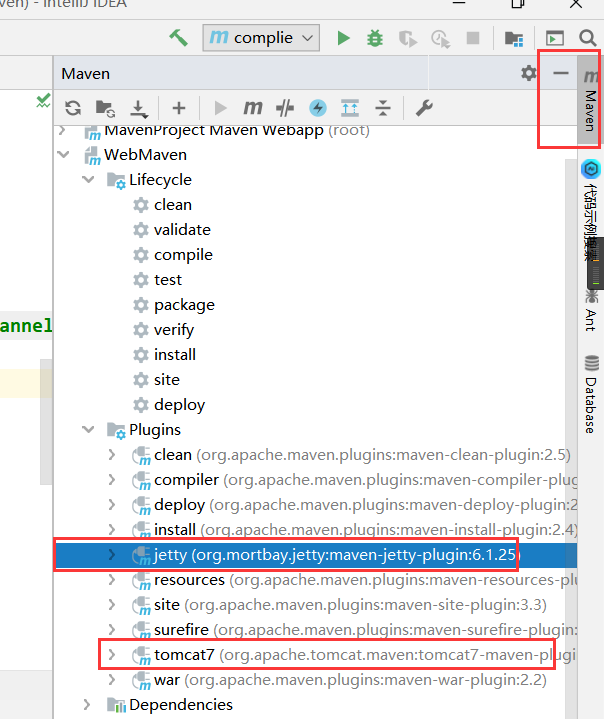 ven) - IntelliJ IDEA
complie
Maven
MavenProject Maven Webapp (root)
WebMaven
Lifecycle
clean
validate
compile
test
package
verify
install
site
deploy
annel
Plugins
clean (org.apache.maven.plugins:maven-clean-plugin:2.5)
compiler (org.apache.maven.plugins:maven-compiler-plug
deploy (org.apache.maven.plugins:maven-deploy-plugin:2
install (org.apache.maven.plugins:maven-install-plugin:2.4)
jetty (org.mortbay.jetty:maven-jetty-plugin:6.1.25)
resources (org.apache.maven.plugins:maven-resources-plu
site (org.apache.maven.plugins:maven-site-plugin:3.3)
surefire (org.apache.maven.plugins:maven-surefire-plugin:
tomcat7 (org.apache.tomcat.maven:tomcat7-maven-plugin
war (org.apache.maven.plugins:maven-war-plugin:2.2)
Dependencies
Maven
代码示例搜索
Ant
Database